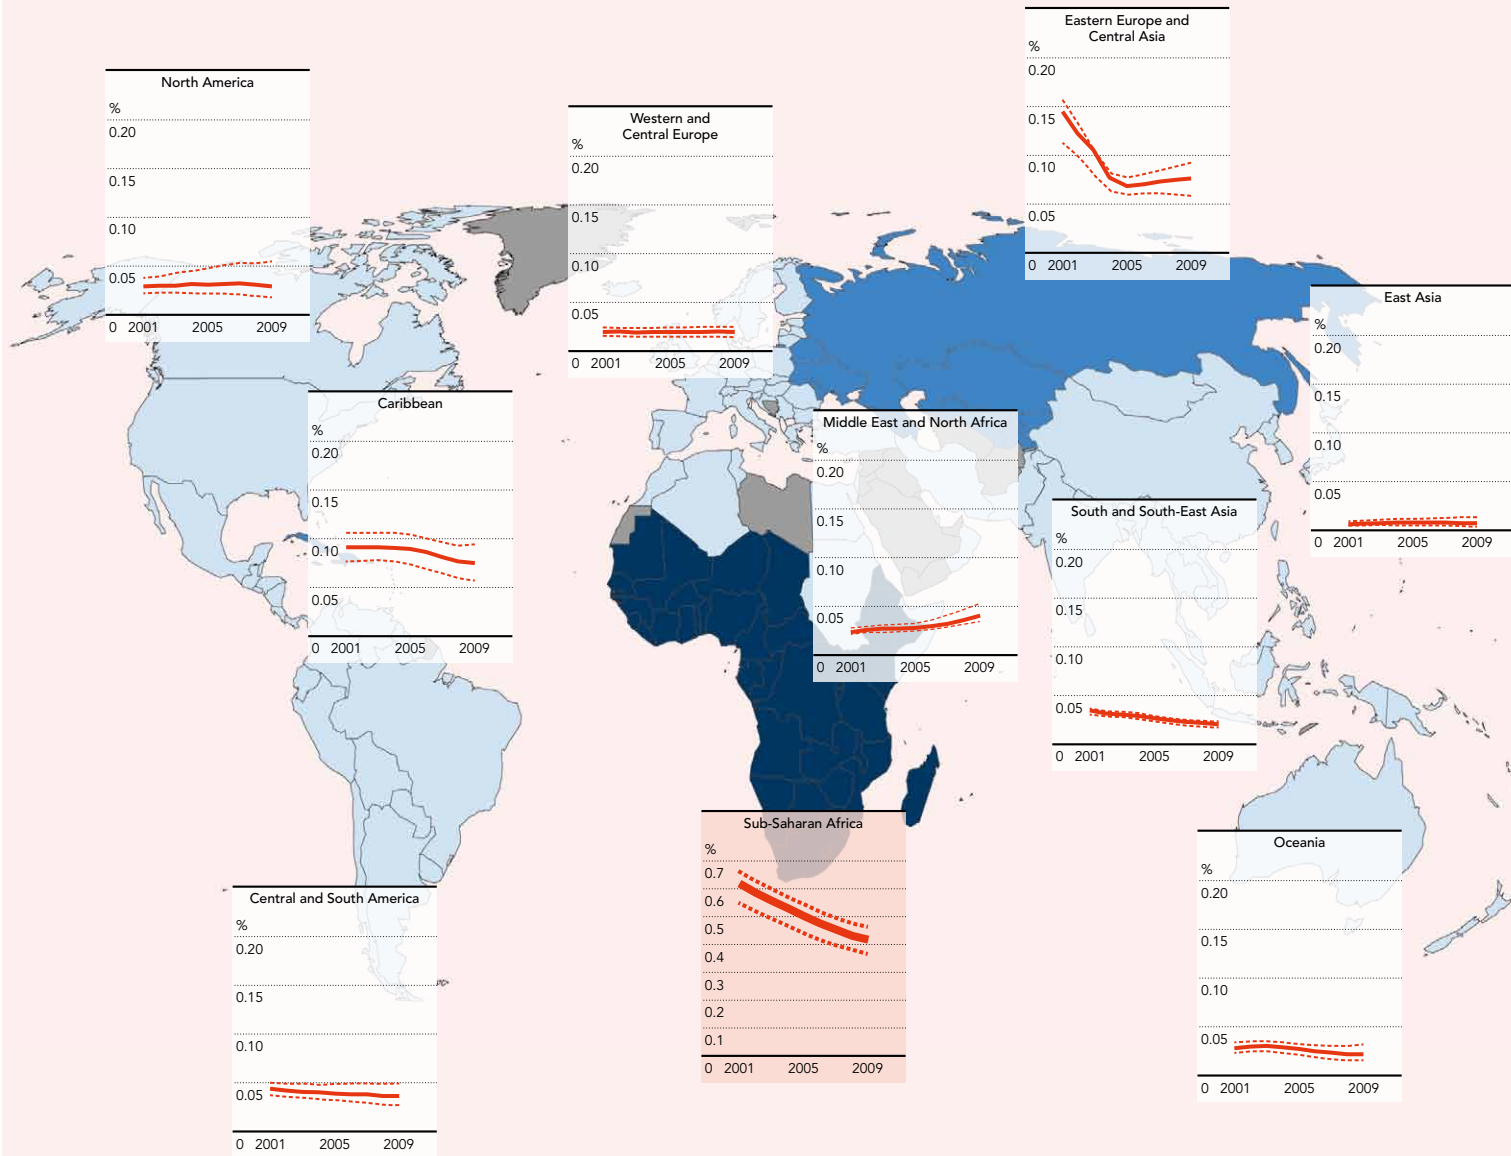 Eastern Europe and
Central Asia
%
0.20
0.15
0.10
0.05
0 2001 2005 2009
North America
%
0.20
0.15
0.10
0.05
0 2001 2005 2009
Western and
Central Europe
%
0.20
0.15
0.10
0.05
0 2001 2005 2009
East Asia
%
0.20
0.15
0.10
0.05
0 2001 2005 2009
Caribbean
%
0.20
0.15
0.10
0.05
0 2001 2005 2009
Middle East and North Africa
%
0.20
0.15
0.10
0.05
0 2001 2005 2009
South and South-East Asia
%
0.20
0.15
0.10
0.05
0 2001 2005 2009
Sub-Saharan Africa
%
0.7
0.6
0.5
0.4
0.3
0.2
0.1
0 2001 2005 2009
Oceania
%
0.20
0.15
0.10
0.05
0 2001 2005 2009
Central and South America
%
0.20
0.15
0.10
0.05
0 2001 2005 2009